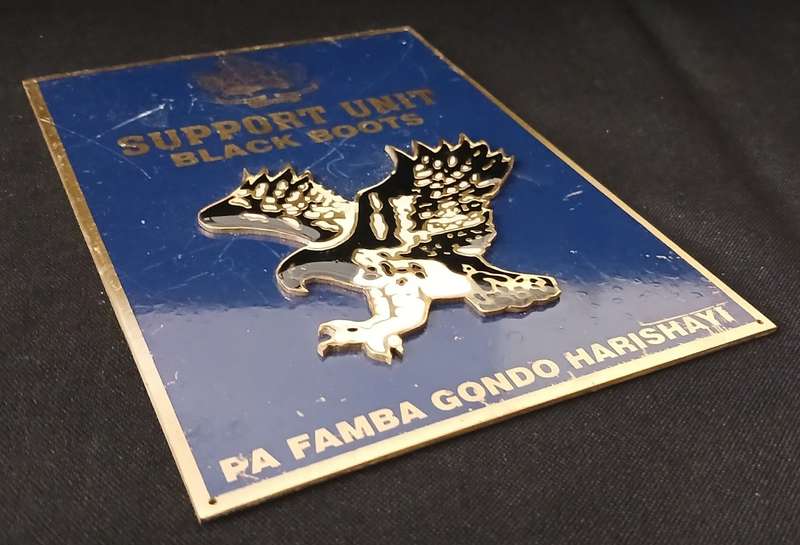 SUPPORT UNIT
BLACK BOOTS
PA FAMBA GONDO HARISHAYI